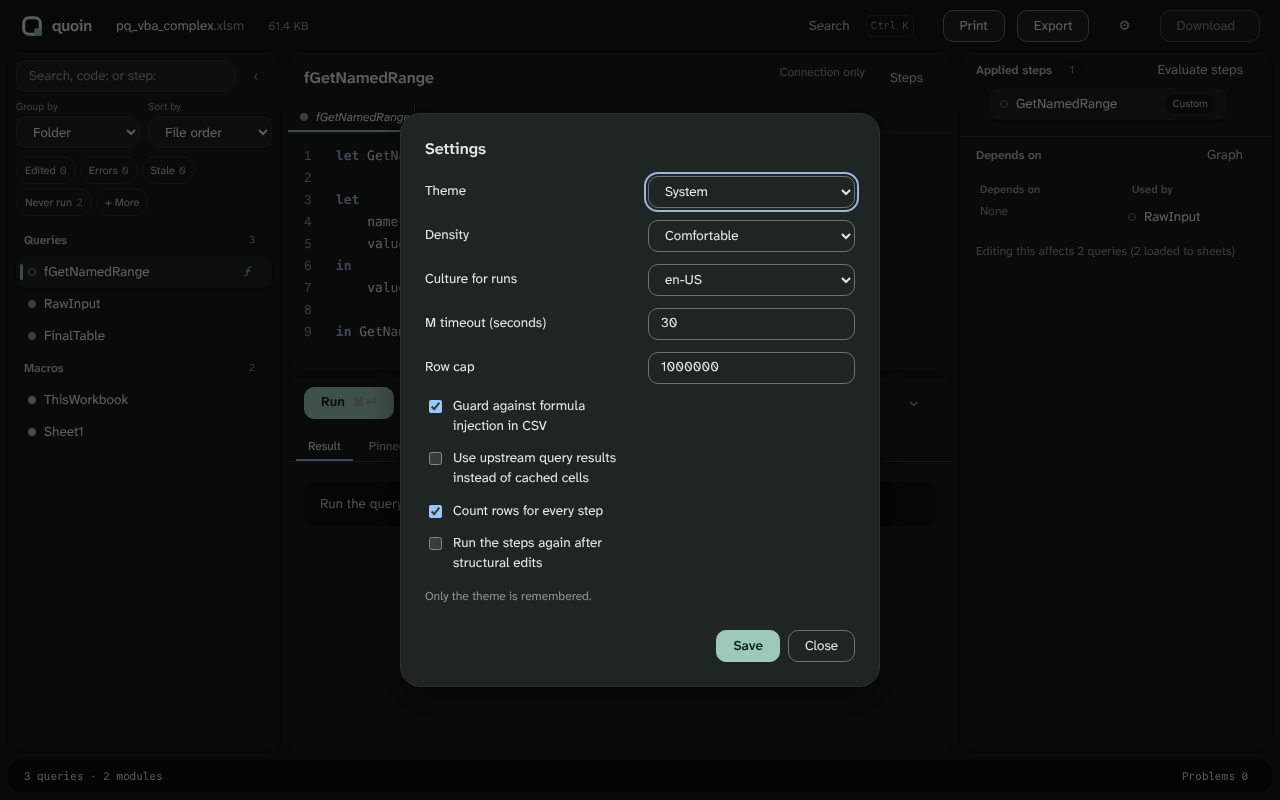 quoin
pq_vba_complex.xlsm
61.4 KB
Search
Ctrl K
Print
Export
Download
Search, code: or step:
Group by
Sort by
Folder
File order
Edited 0
Errors 0
Stale 0
Never run 2
+ More
Queries
3
fGetNamedRange
ƒ
RawInput
FinalTable
Macros
2
ThisWorkbook
Sheet1
fGetNamedRange
Connection only
Steps
fGetNamedRange
1 let GetN
2
3 let
4 name
5 valu
6 in
7 valu
8
9 in GetNa
Run ⌘↵
Result
Pinne
Run the query
Settings
Theme
System
Density
Comfortable
Culture for runs
en-US
M timeout (seconds)
30
Row cap
1000000
Guard against formula
injection in CSV
Use upstream query results
instead of cached cells
Count rows for every step
Run the steps again after
structural edits
Only the theme is remembered.
Save
Close
Applied steps
1
Evaluate steps
GetNamedRange
Custom
Depends on
Graph
Depends on
Used by
None
RawInput
Editing this affects 2 queries (2 loaded to sheets)
3 queries · 2 modules
Problems 0